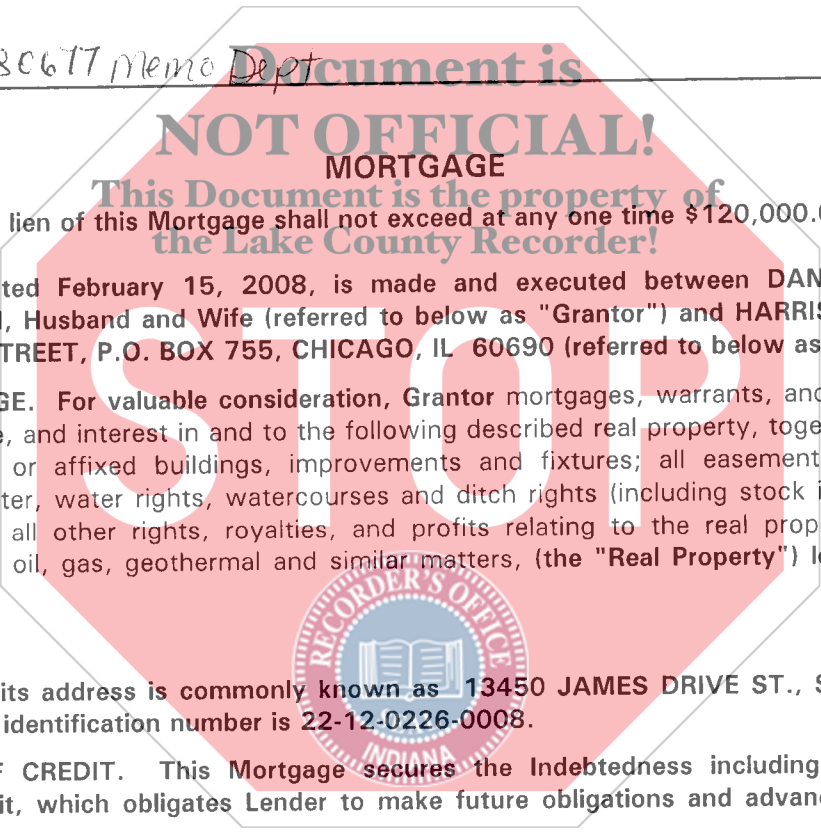 Memo Dept
Document is
NOT OFFICIAL!
MORTGAGE
This Document is the property of
lien of this Mortgage shall not exceed at any one time $120,000.
the Lake County Recorder!
ted February 15, 2008, is made and executed between DAN
, Husband and Wife (referred to below as "Grantor") and HARRIS
TREET, P.O. BOX 755, CHICAGO, IL 60690 (referred to below as
GE. For valuable consideration, Grantor mortgages, warrants, and
, and interest in and to the following described real property, toge
or affixed buildings, improvements and fixtures; all easement
ter, water rights, watercourses and ditch rights (including stock i
all other rights, royalties, and profits relating to the real prop
oil, gas, geothermal and similar matters, (the "Real Property") l
STOP
RECORDER'S OFFICE
its address is commonly known as 13450 JAMES DRIVE ST., S
identification number is 22-12-0226-0008.
INDIANA
F CREDIT. This Mortgage secures the Indebtedness including
it, which obligates Lender to make future obligations and advan